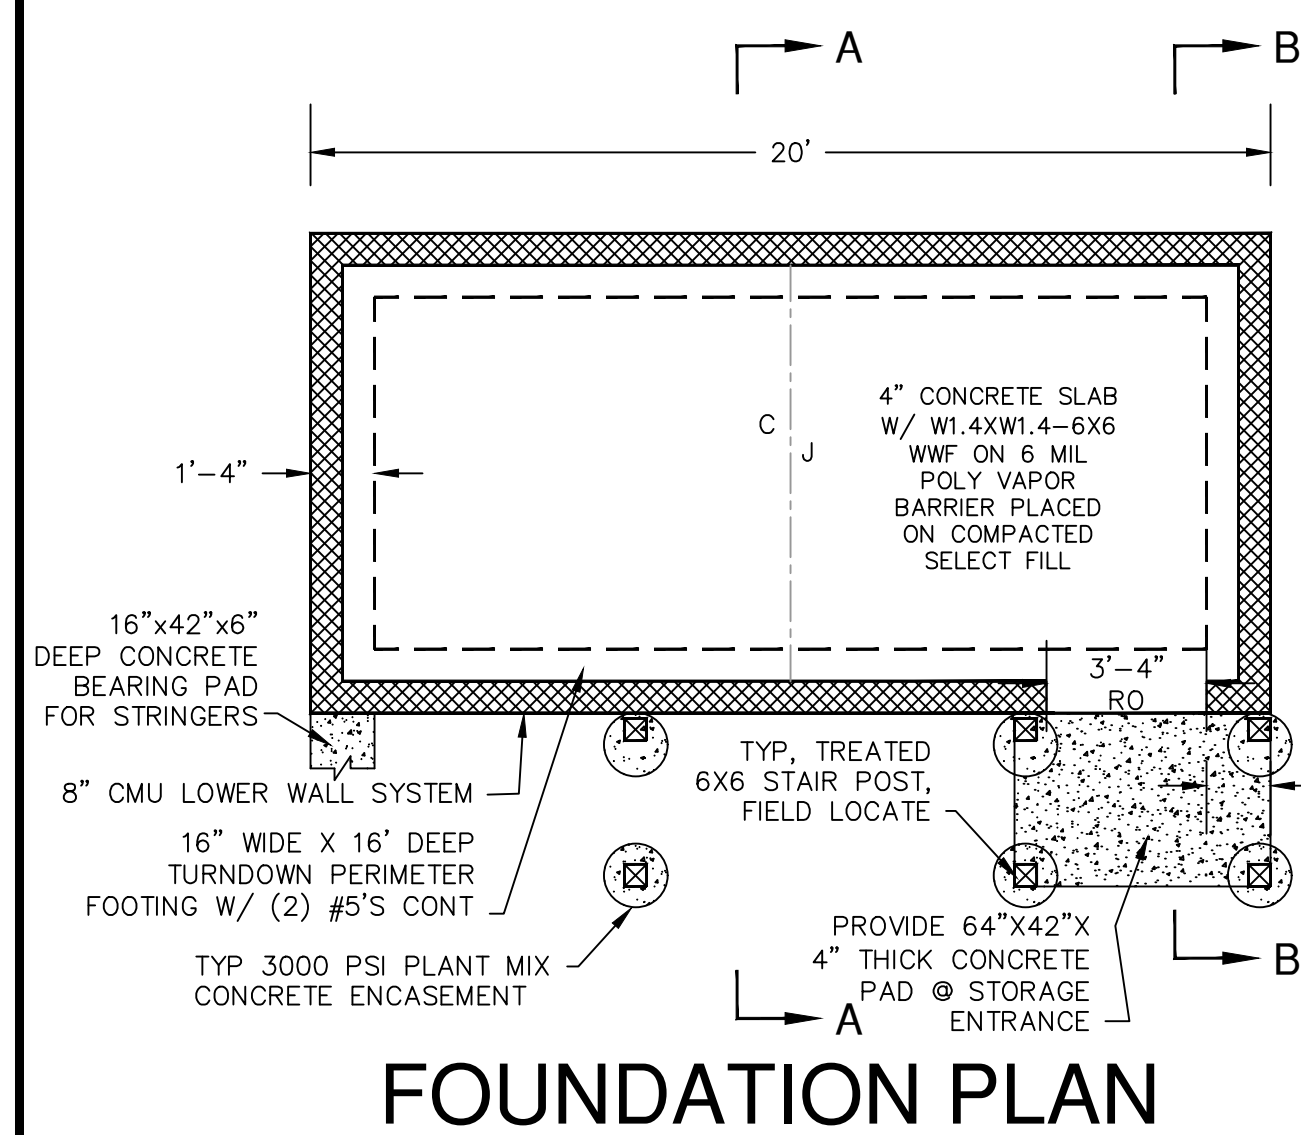 A
B
20'
4" CONCRETE SLAB
W/ W1.4XW1.4-6X6
WWF ON 6 MIL
POLY VAPOR
BARRIER PLACED
ON COMPACTED
SELECT FILL
C
J
1'-4"
16"x42"x6"
DEEP CONCRETE
BEARING PAD
FOR STRINGERS
3'-4"
RO
8" CMU LOWER WALL SYSTEM
TYP, TREATED
6X6 STAIR POST,
FIELD LOCATE
16" WIDE X 16' DEEP
TURNDOWN PERIMETER
FOOTING W/ (2) #5'S CONT
TYP 3000 PSI PLANT MIX
CONCRETE ENCASEMENT
PROVIDE 64"X42"X
4" THICK CONCRETE
PAD @ STORAGE
ENTRANCE
B
A
FOUNDATION PLAN